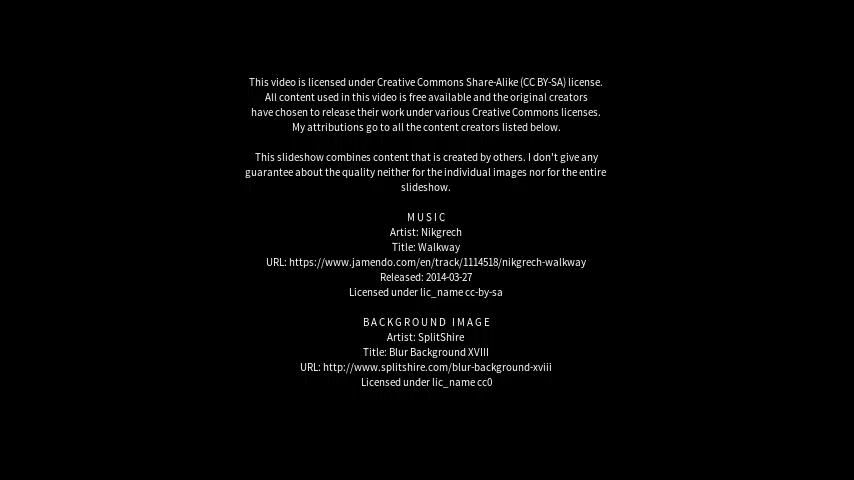 This video is licensed under Creative Commons Share-Alike (CC BY-SA) license.
All content used in this video is free available and the original creators
have chosen to release their work under various Creative Commons licenses.
My attributions go to all the content creators listed below.
This slideshow combines content that is created by others. I don't give any
guarantee about the quality neither for the individual images nor for the entire
slideshow.
MUSIC
Artist: Nikgrech
Title: Walkway
URL: https://www.jamendo.com/en/track/1114518/nikgrech-walkway
Released: 2014-03-27
Licensed under lic_name cc-by-sa
BACKGROUND IMAGE
Artist: SplitShire
Title: Blur Background XVIII
URL: http://www.splitshire.com/blur-background-xviii
Licensed under lic_name cc0